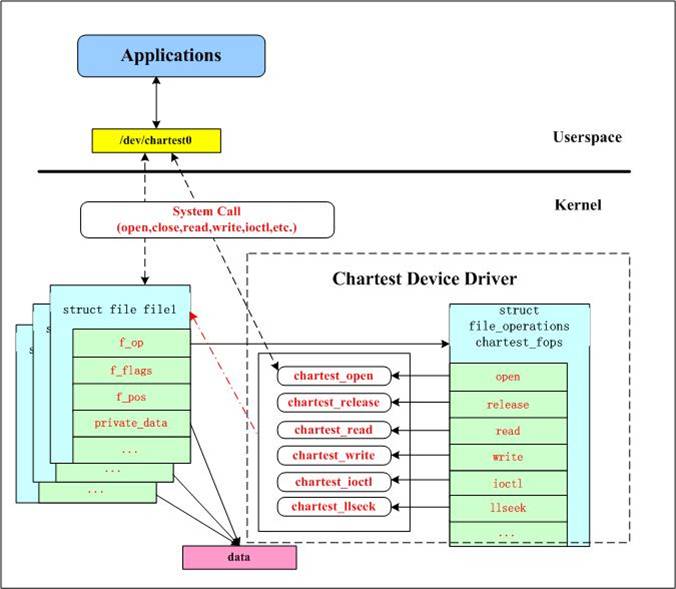 Applications
/dev/chartest0
Userspace
Kernel
System Call
(open,close,read,write,ioctl,etc.)
Chartest Device Driver
struct file file1
f_op
f_flags
f_pos
private_data
...
...
...
struct
file_operations
chartest_fops
chartest_open
chartest_release
chartest_read
chartest_write
chartest_ioctl
chartest_llseek
open
release
read
write
ioctl
llseek
...
data